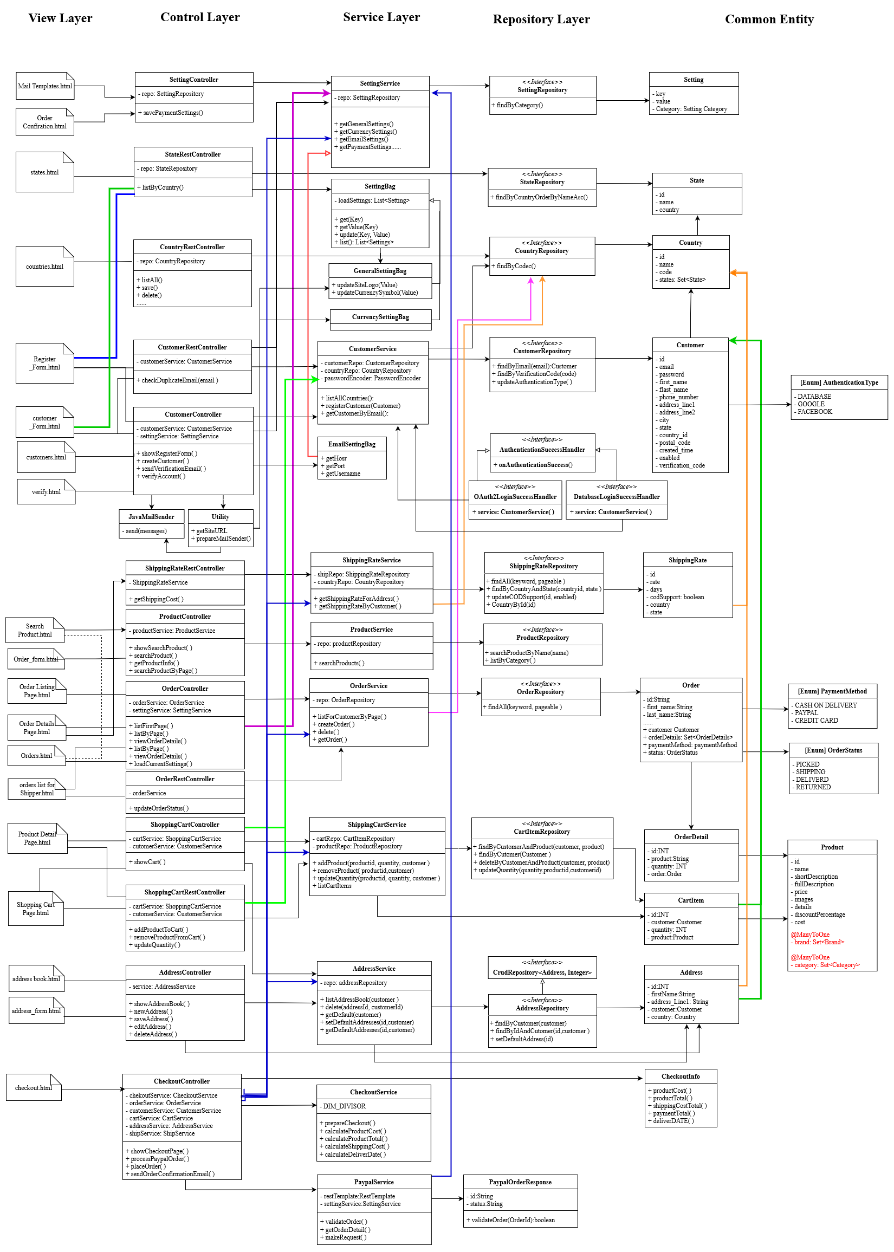 View Layer
Control Layer
Service Layer
Repository Layer
Common Entity
Mail Templates.html
Order
Confiration.html
states.html
countries.html
Register
_Form.html
customer
_Form.html
customers.html
verify.html
Search
Product.html
Order_form.html
Order Listing
Page.html
Order Details
Page.html
Orders.html
orders list for
Shipper.html
Product Detail
Page.html
Shopping Cart
Page.html
address book.html
address_form.html
checkout.html
SettingController
- repo: SettingRepository
+ savePaymentSettings()
StateRestController
- repo: StateRepository
+ listByCountry()
CountryRestController
- repo: CountryRepository
+ listAll()
+ save()
+ delete()
......
CustomerRestController
- customerService: CustomerService
+ checkDuplicateEmail(email )
CustomerController
- customerService: CustomerService
- settingService: SettingService
+ showRegisterForm( )
+ createCustomer( )
+ sendVerificationEmail( )
+ verifyAccount( )
JavaMailSender
- send(messages)
Utility
+ getSiteURL
+ prepareMailSender()
ShippingRateRestController
- ShippingRateService
+ getShippingCost( )
ProductController
- productService: ProductService
+ showSearchProduct( )
+ searchProduct( )
+ getProductInfo( )
+ searchProductByPage( )
OrderController
- orderService: OrderService
- settingService: SettingService
+ listFirstPage( )
+ listByPage( )
+ viewOrderDetails( )
+ listByPage( )
+ viewOrderDetails( )
+ loadCurrentSettings( )
OrderRestController
- orderService
+ updateOrderStatus( )
ShoppingCartController
- cartService: ShoppingCartService
- cutomerService: CustomerService
+ showCart( )
ShoppingCartRestController
- cartService: ShoppingCartService
- cutomerService: CustomerService
+ addProductToCart( )
+ removeProductFromCart( )
+ updateQuantity( )
AddressController
- service: AddressService
+ showAddressBook( )
+ newAddress( )
+ saveAddress( )
+ editAddress( )
+ deleteAddress( )
CheckoutController
- chekoutService: CheckoutService
- orderService: OrderService
- customerService: CustomerService
- cartService: CartService
- addressService: AddressService
- shipService: ShipService
+ showCheckoutPage( )
+ processPaypalOrder( )
+ placeOrder( )
+ sendOrderConfirmationEmail( )
SettingService
- repo: SettingRepository
+ getGeneralSettings()
+ getCurrencySettings()
+ getEmailSettings()
+ getPaymentSettings......
SettingBag
- loadSettings: List<Setting>
+ get(Key)
+ getValue(Key)
+ update(Key, Value)
+ list(): List<Settings>
GeneralSettingBag
+ updateSiteLogo(Value)
+ updateCurrencySymbol(Value)
CurrencySettingBag
CustomerService
- customerRepo: CustomerRepository
- countryRepo: CountryRepository
- passwordEncoder: PasswordEncoder
+ listAllCountries( ):
+ registerCustomer(Customer)
+ getCustomerByEmail( ):
EmailSettingBag
+ getHost
+ getPort
+ getUsername
ShippingRateService
- shipRepo: ShippingRateRepository
- countryRepo: CountryRepository
+ getShippingRateForAddress( )
+ getShippingRateByCustomer( )
ProductService
- repo: productRepository
+ searchProducts( )
OrderService
- repo: OrderRepository
+ listForCustomerByPage( )
+ createOrder( )
+ delete( )
+ getOrder( )
ShippingCartService
- cartRepo: CartItemRepository
- productRepo: ProductRepository
+ addProduct(productid, quantity, customer )
+ removeProduct( productid,customer)
+ updateQuantity(productid, quantity, customer )
+ listCartItems
AddressService
- repo: addressRepository
+ listAddressBook(customer )
+ delete(addressId, customerId)
+ getDefault(customer)
+ setDefaultAddresses(id,customer)
+ getDefaultAddresses(id,customer)
CheckoutService
- DIM_DIVISOR
+ prepareCheckout( )
+ calculateProductCost( )
+ calculateProductTotal( )
+ calculateShippingCost( )
+ calculateDeliverDate( )
PaypalService
- restTemplate:RestTemplate
- settingService:SettingService
+ validateOrder( )
+ getOrderDetail( )
+ makeRequest( )
<<Interface>>
SettingRepository
+ findByCategory()
<<Interface>>
StateRepository
+ findByCountryOrderByNameAsc()
<<Interface>>
CountryRepository
+ findByCodec()
<<Interface>>
CustomerRepository
+ findByEmail(email):Customer
+ findByVerificationCode(code)
+ updateAuthenticationType( )
<<Interface>>
AuthenticationSuccessHandler
+ onAuthenticationSuccess()
<<Interface>>
OAuth2LoginSuccessHandler
+ service: CustomerService( )
<<Interface>>
DatabaseLoginSuccessHandler
+ service: CustomerService( )
<<Interface>>
ShippingRateRepository
+ findAll(keyword, pageable )
+ findByCountryAndState(countryid, state )
+ updateCODSupport(id, enabled)
+ CountryById(id)
<<Interface>>
ProductRepository
+ searchProductByName(name)
+ listByCategory( )
<<Interface>>
OrderRepository
+ findAll(keyword, pageable )
<<Interface>>
CartItemRepository
+ findByCustomerAndProduct(customer, product)
+ findByCutomer(Customer )
+ deleteByCustomerAndProduct(customer, product)
+ updateQuantity(quantity,productid,customerid)
<<Interface>>
CrudRepository<Address, integer>
<<Interface>>
AddressRepository
+ findByCustomer(customer)
+ findByIdAndCutomer(id,customer )
+ setDefaultAddress(id)
PaypalOrderResponse
- id:String
- status:String
+ validateOrder(OrderId):boolean
Setting
- key
- value
- Category: Setting Category
State
- id
- name
- country
Country
- id
- name
- code
- states: Set<State>
Customer
- id
- email
- password
- first_name
- flast_name
- phone_number
- address_line1
- address_line2
- city
- state
- country_id
- postal_code
- created_time
- enabled
- verification_code
[Enum] AuthenticationType
- DATABASE
- GOOGLE
- FACEBOOK
ShippingRate
- id
- rate
- days
- codSupport: boolean
- country
- state
Order
- id:String
- first_name:String
- last_name:String
+ customer:Customer
+ orderDetails: Set<OrderDetails>
+ paymentMethod: paymentMethod
+ status: OrderStatus
[Enum] PaymentMethod
- CASH ON DELIVERY
- PAYPAL
- CREDIT CARD
[Enum] OrderStatus
- PICKED
- SHIPPING
- DELIVERD
- RETURNED
OrderDetail
- id:INT
- product:String
- quantity: INT
- order:Order
CartItem
- id:INT
- customer:Customer
- quantity: INT
- product:Product
Product
- id
- name
- shortDescription
- fullDescription
- price
- images
- details
- discountPercentage
- cost
@ManyToOne
- brand: Set<Brand>
@ManyToOne
- category: Set<Category>
Address
- id:INT
- firstName:String
- address_Line1: String
- customer:Customer
- country: Country
CheckoutInfo
+ productCost( )
+ productTotal( )
+ shippingCostTotal( )
+ paymentTotal( )
+ deliverDATE( )